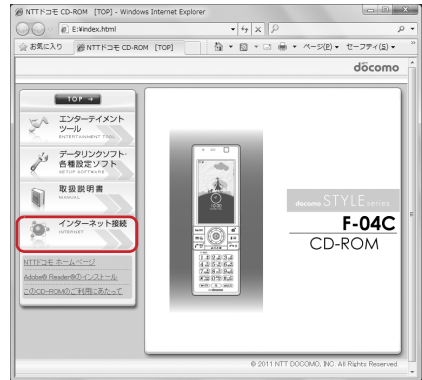 NTTドコモ CD-ROM [TOP] - Windows Internet Explorer
E:¥index.html
お気に入り NTTドコモ CD-ROM [TOP] ページ(P) セーフティ(S)
döcomo
TOP
エンターテイメント
ツール
ENTERTAINMENT TOOL
データリンクソフト・
各種設定ソフト
SETUP SOFTWARE
取扱説明書
MANUAL
インターネット接続
INTERNET
NTTドコモ ホームページ
Adobe® Reader®のインストール
このCD-ROMのご利用にあたって
docomo STYLE series
F-04C
CD-ROM
© 2011 NTT DOCOMO, INC. All Rights Reserved.